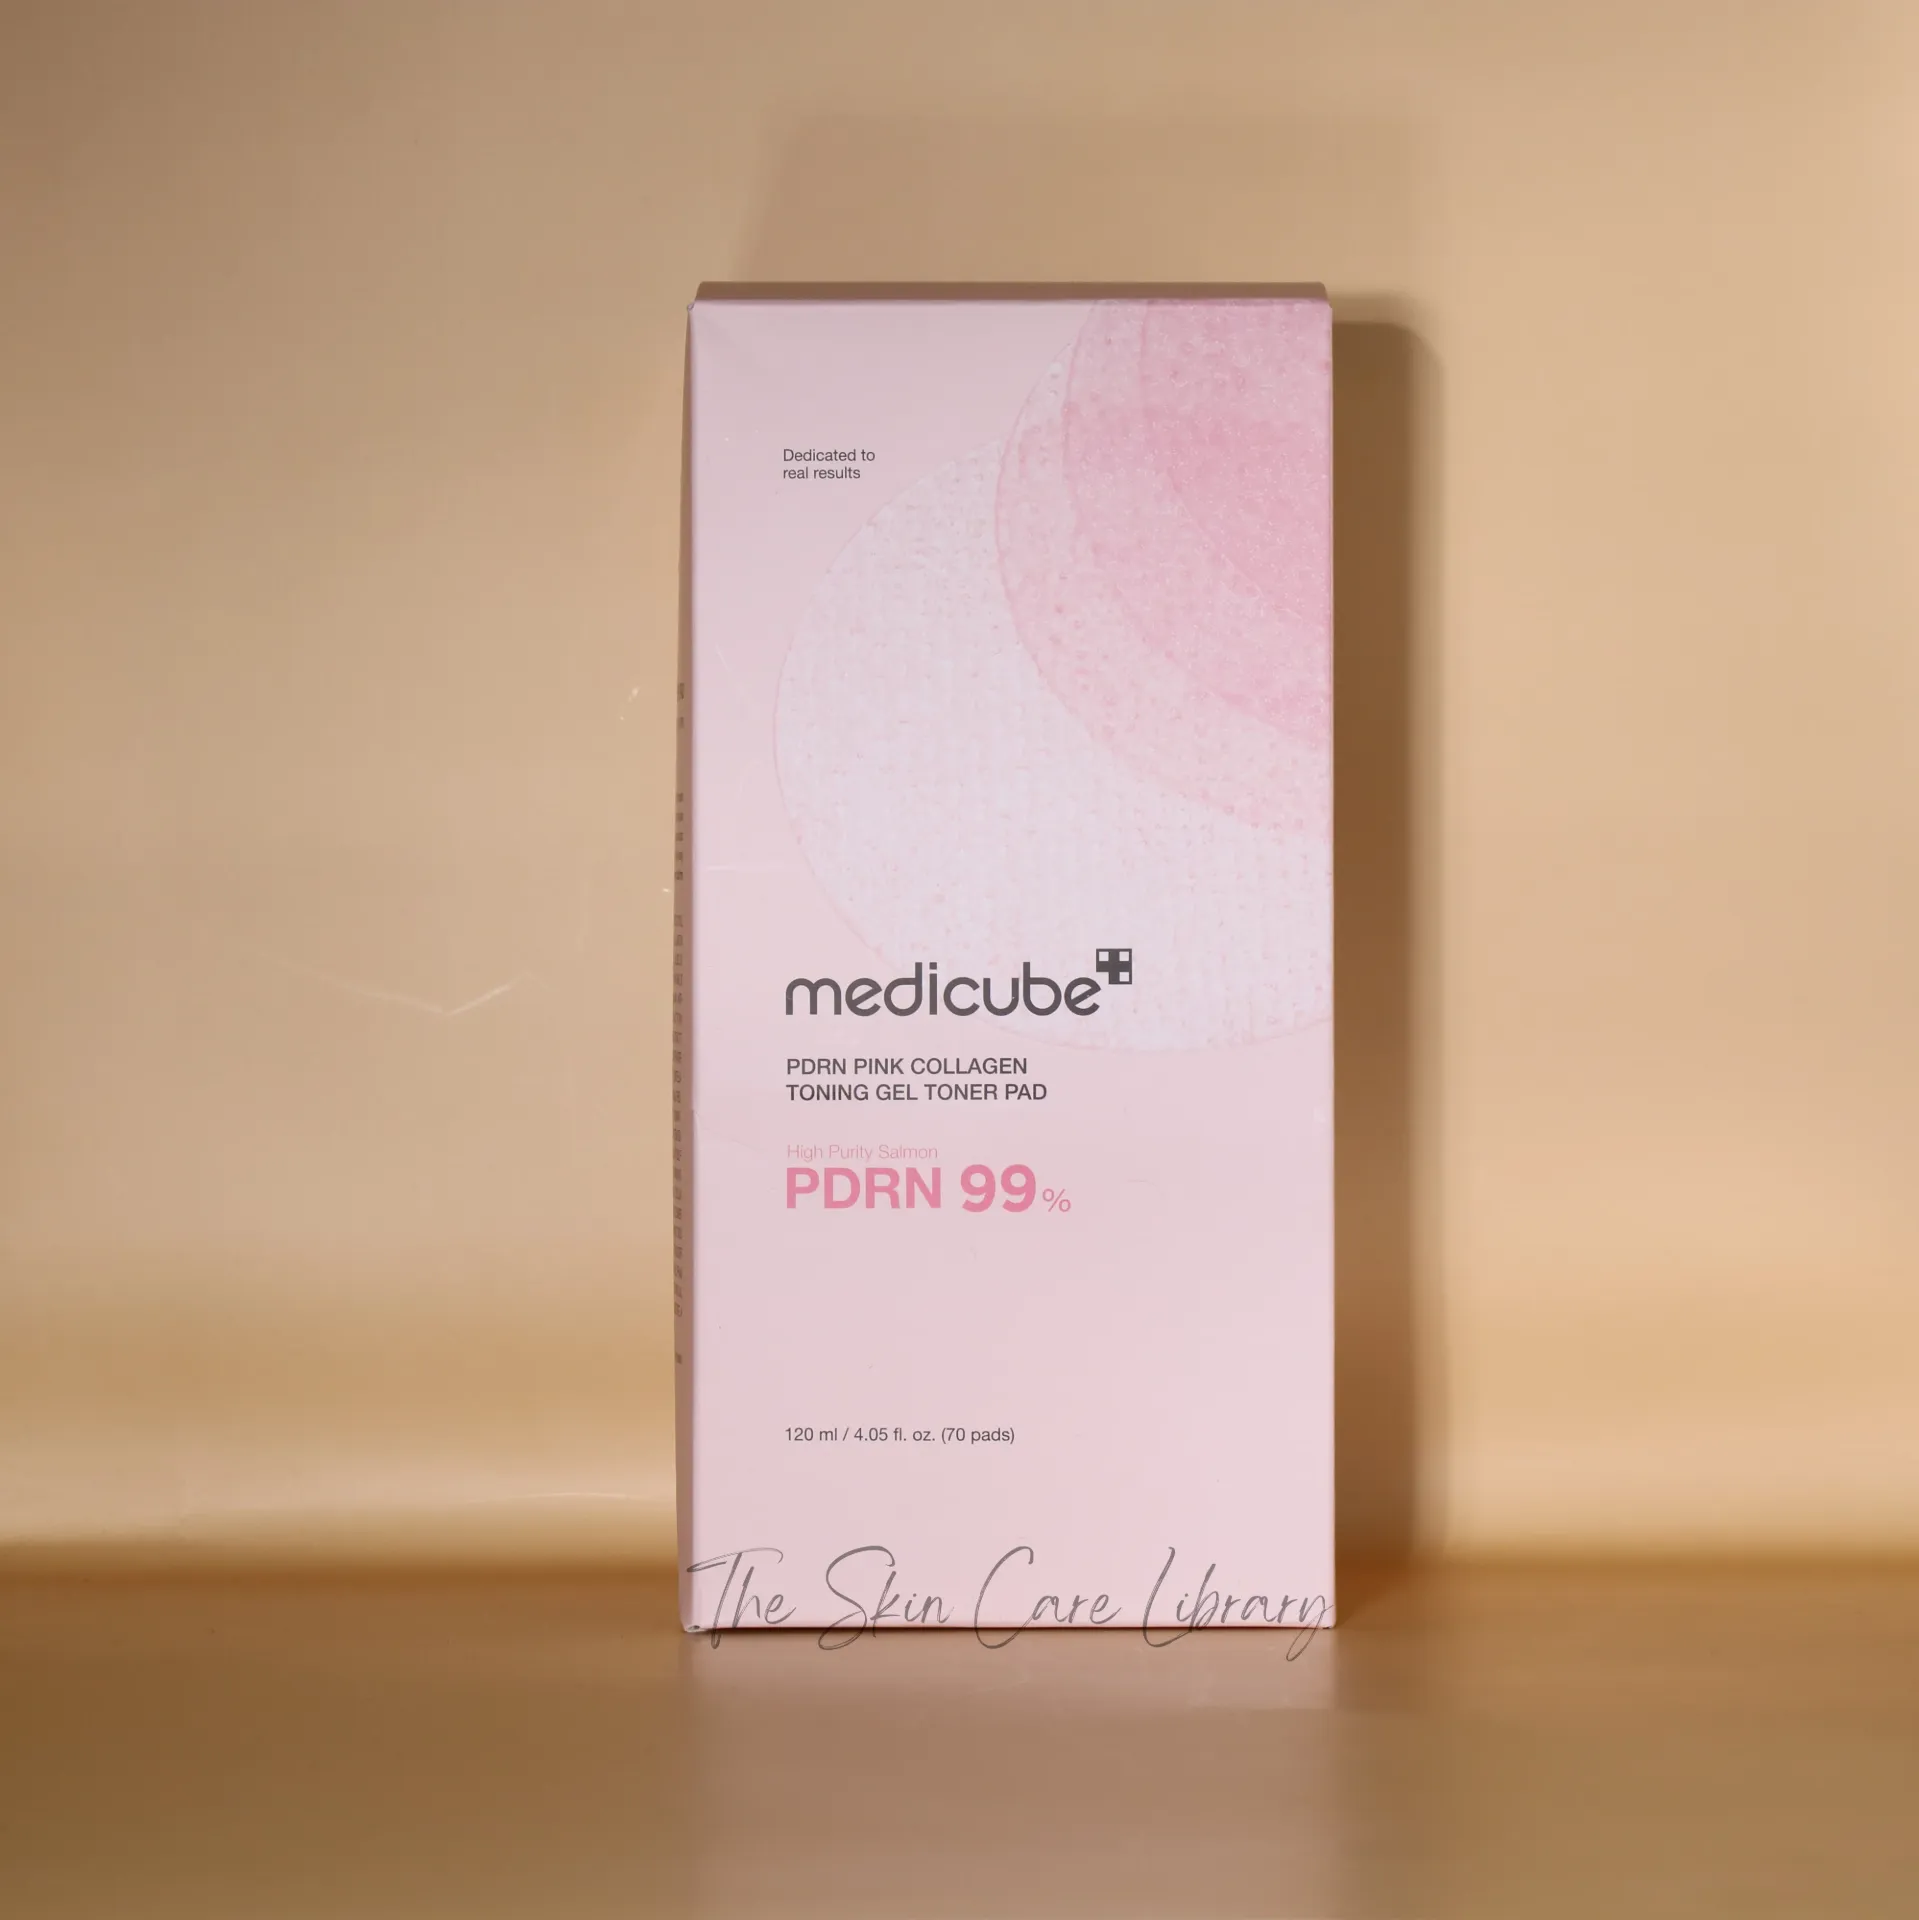 Dedicated to
real results
medicube
PDRN PINK COLLAGEN
TONING GEL TONER PAD
High Purity Salmon
PDRN 99%
120 ml / 4.05 fl. oz. (70 pads)
The Skin Care Library